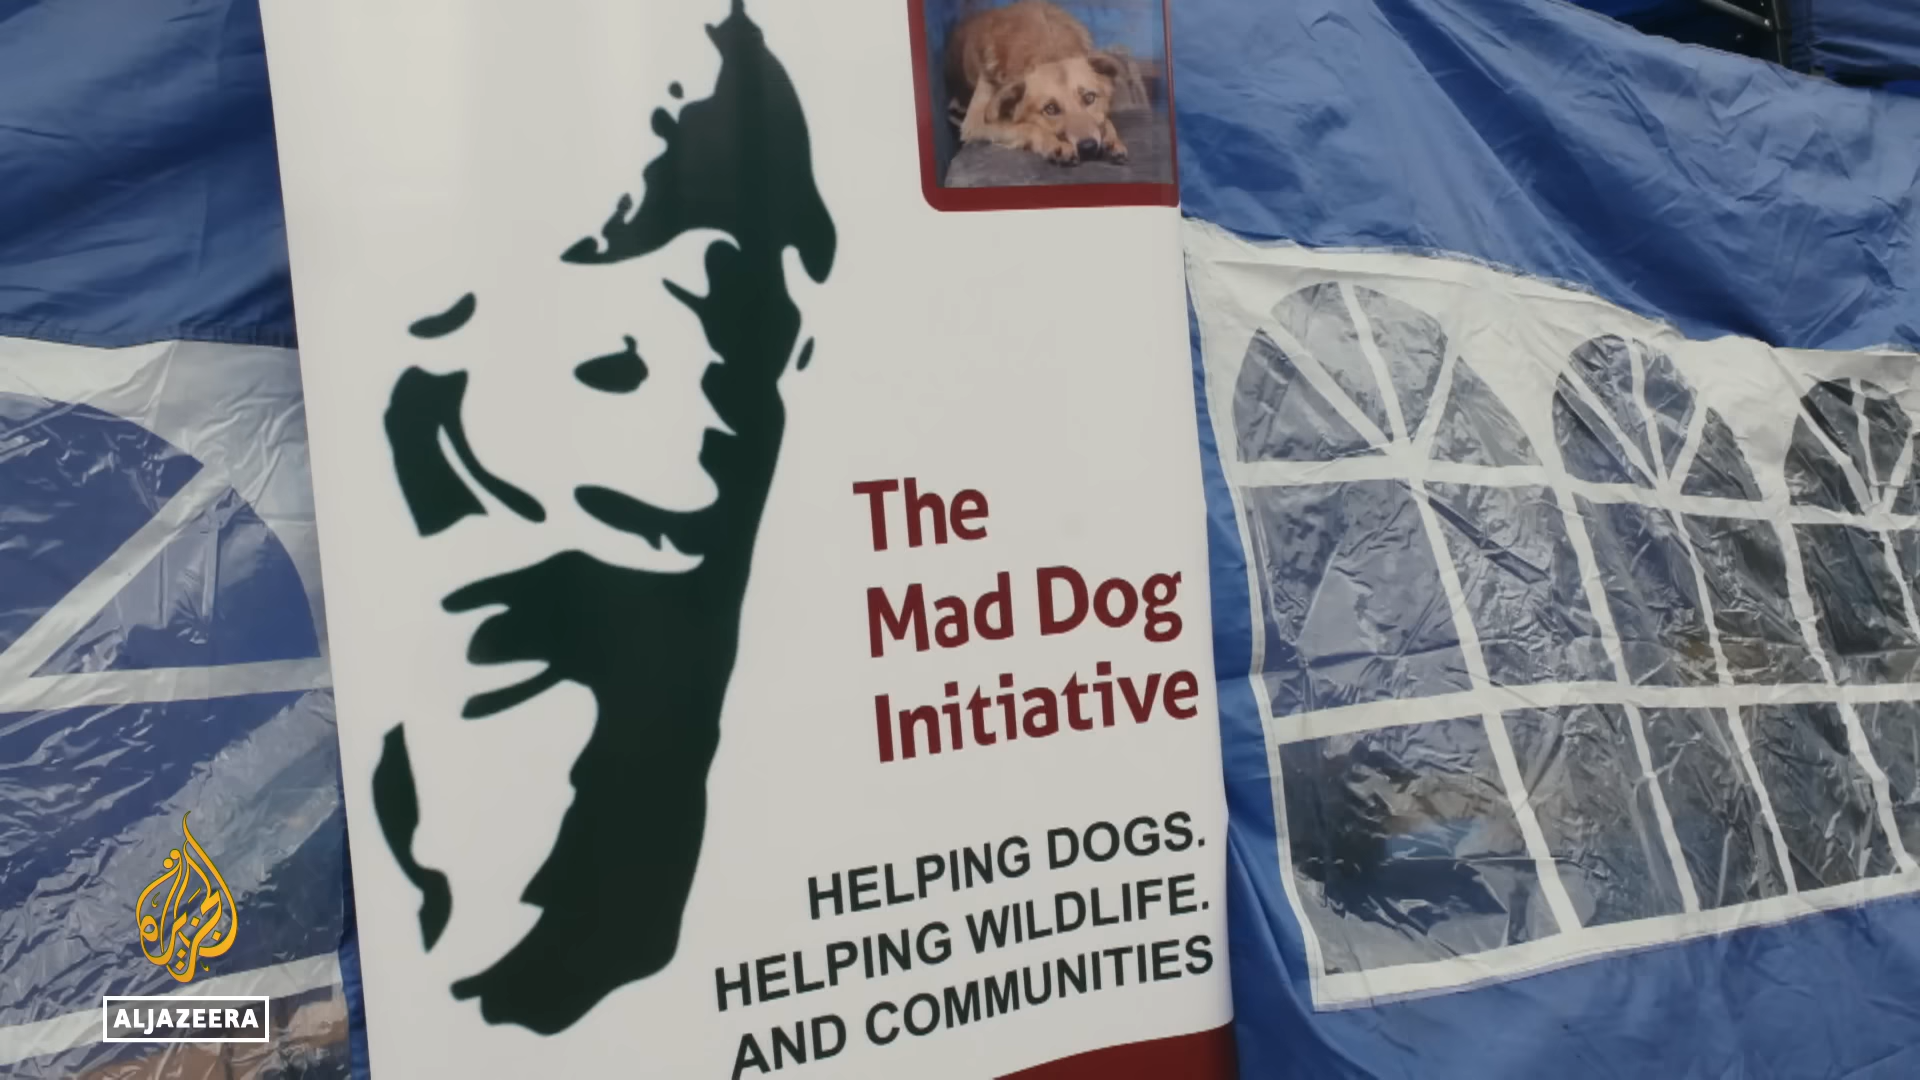 The
Mad Dog
Initiative
HELPING DOGS.
HELPING WILDLIFE.
AND COMMUNITIES
الجزيرة
ALJAZEERA